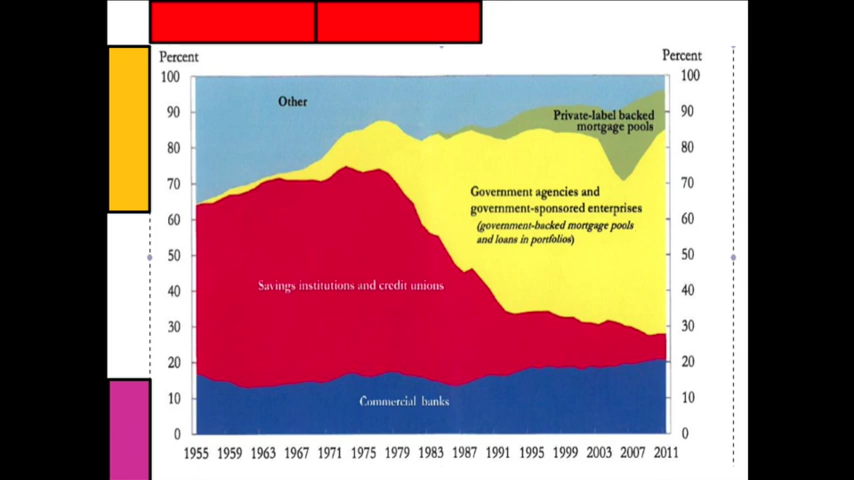 Percent
Percent
100
100
Other
90
90
Private-label backed
mortgage pools
80
80
70
70
Government agencies and
government-sponsored enterprises
60
60
(government-backed mortgage pools
and loans in portfolios)
50
50
Savings institutions and credit unions
40
40
30
30
20
20
10
10
Commercial banks
0
0
1955 1959 1963 1967 1971 1975 1979 1983 1987 1991 1995 1999 2003 2007 2011